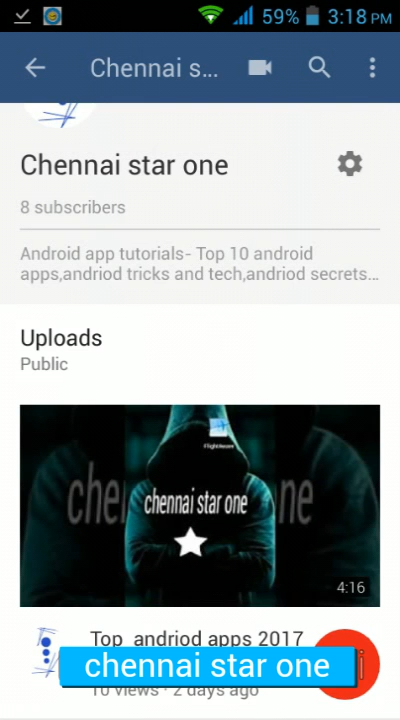 59% 3:18 PM
Chennai s...
Chennai star one
8 subscribers
Android app tutorials- Top 10 android
apps,andriod tricks and tech,andriod secrets...
Uploads
Public
chennai star one
4:16
Top andriod apps 2017
chennai star one
10 views · 2 days ago